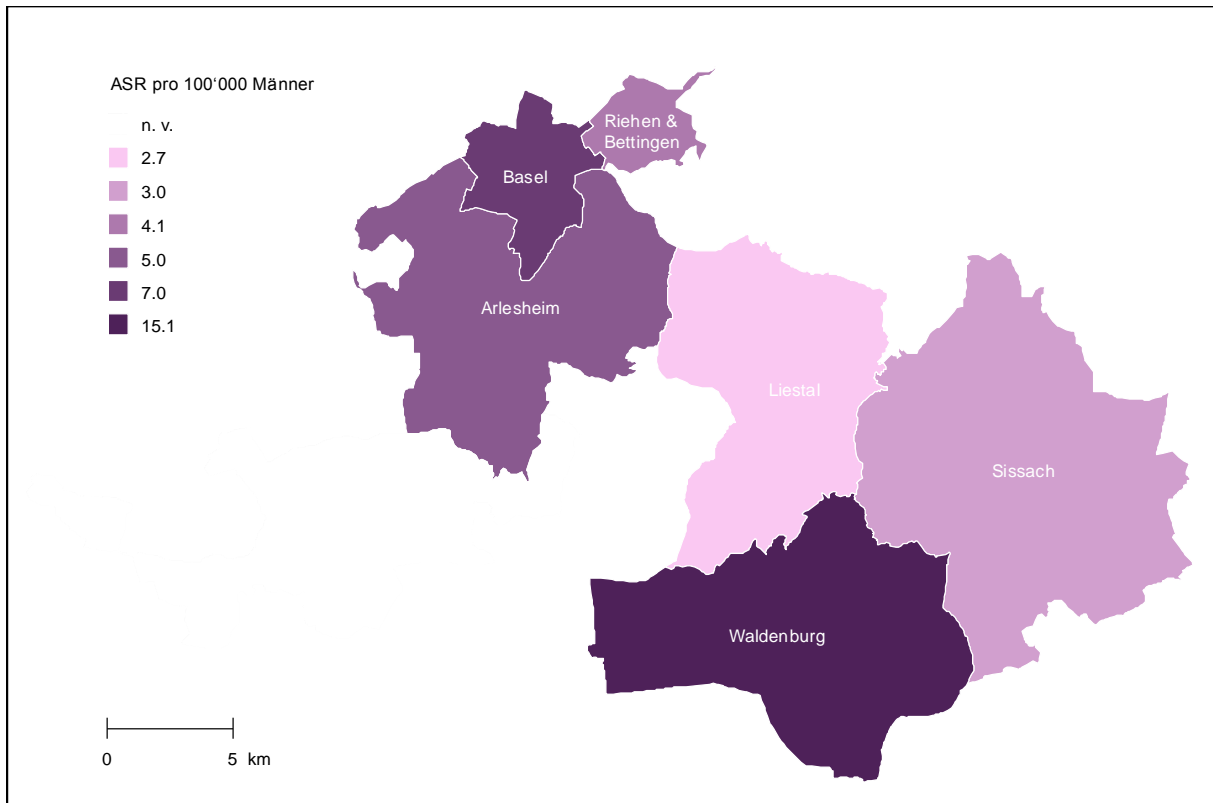 ASR pro 100‘000 Männer
n. v.
2.7
3.0
4.1
5.0
7.0
15.1
Riehen &
Bettingen
Basel
Arlesheim
Liestal
Sissach
Waldenburg
0 5 km